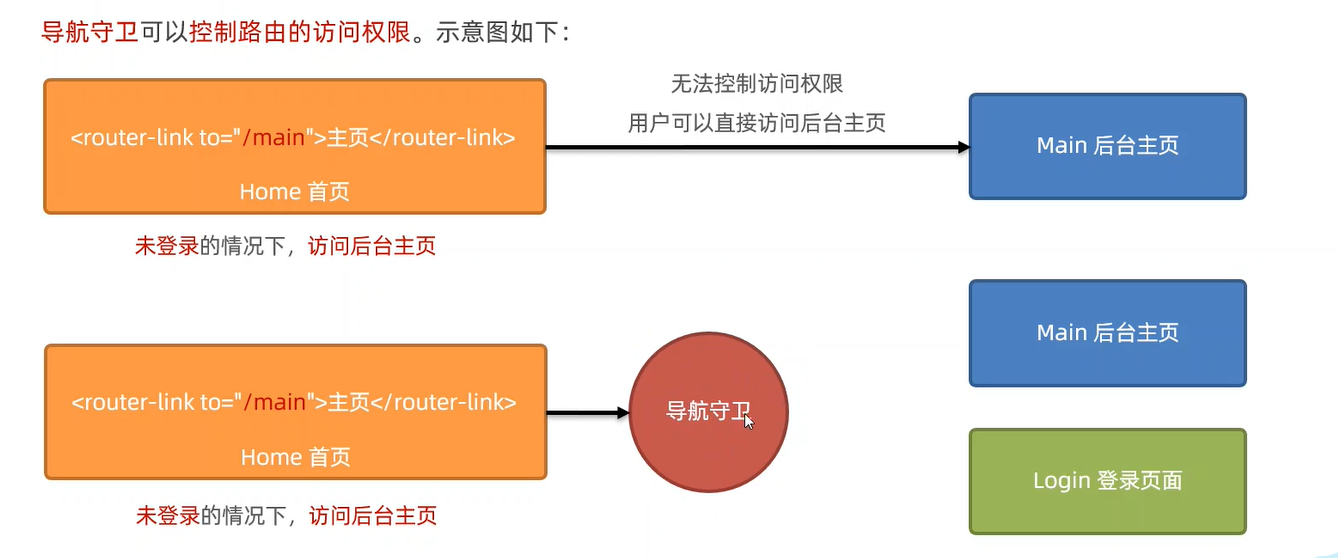 导航守卫可以控制路由的访问权限。示意图如下：
无法控制访问权限
用户可以直接访问后台主页
<router-link to="/main">主页</router-link>
Home 首页
Main 后台主页
未登录的情况下，访问后台主页
Main 后台主页
<router-link to="/main">主页</router-link>
Home 首页
导航守卫
Login 登录页面
未登录的情况下，访问后台主页